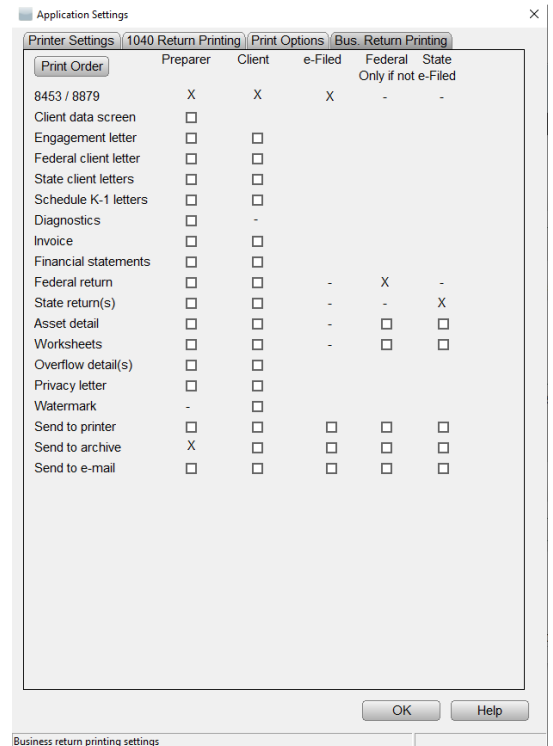 Application Settings
Printer Settings 1040 Return Printing Print Options Bus. Return Printing
Print Order Preparer Client e-Filed Federal State
Only if not e-Filed
8453 / 8879 X X X - -
Client data screen
Engagement letter
Federal client letter
State client letters
Schedule K-1 letters
Diagnostics -
Invoice
Financial statements
Federal return - X -
State return(s) - - X
Asset detail -
Worksheets -
Overflow detail(s)
Privacy letter
Watermark -
Send to printer
Send to archive X
Send to e-mail
OK Help
Business return printing settings